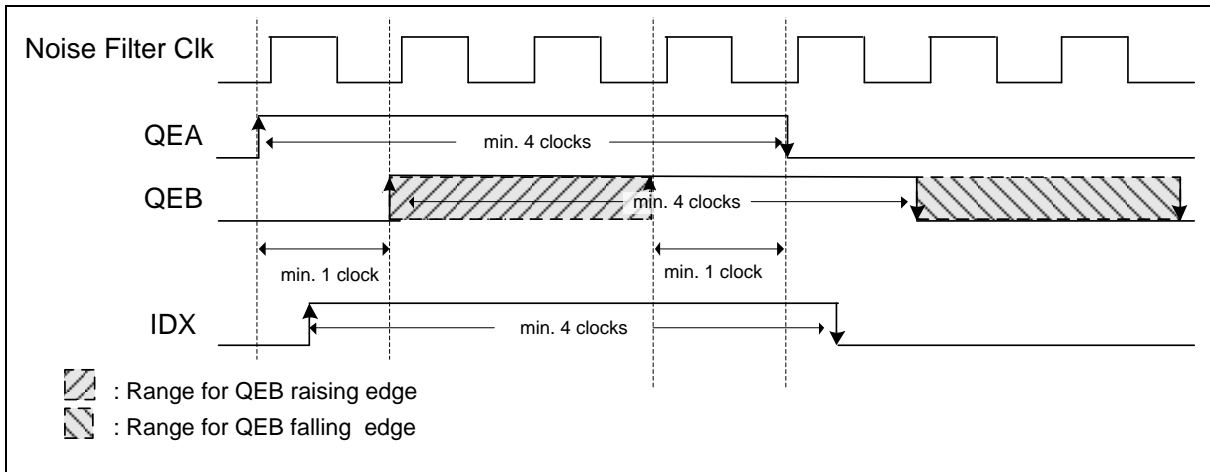 Noise Filter Clk
QEA
min. 4 clocks
QEB
min. 4 clocks
min. 1 clock
min. 1 clock
IDX
min. 4 clocks
: Range for QEB raising edge
: Range for QEB falling edge